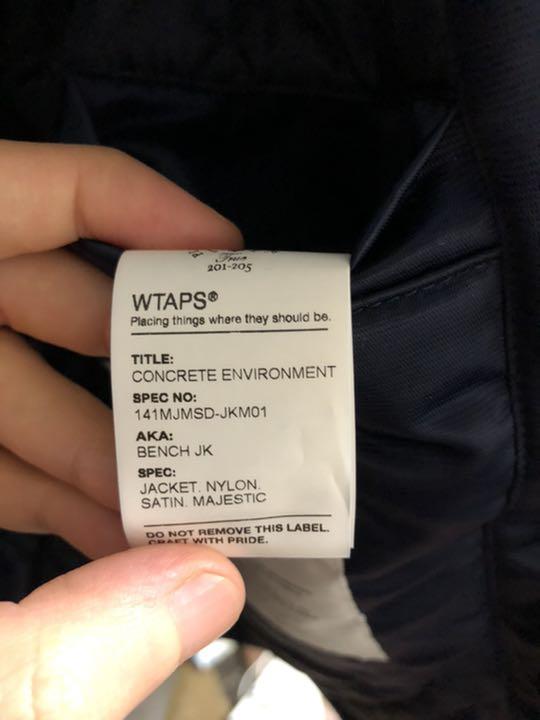 True
201-205
WTAPS®
Placing things where they should be.
TITLE:
CONCRETE ENVIRONMENT
SPEC NO:
141MJMSD-JKM01
AKA:
BENCH JK
SPEC:
JACKET. NYLON.
SATIN. MAJESTIC
DO NOT REMOVE THIS LABEL.
CRAFT WITH PRIDE.